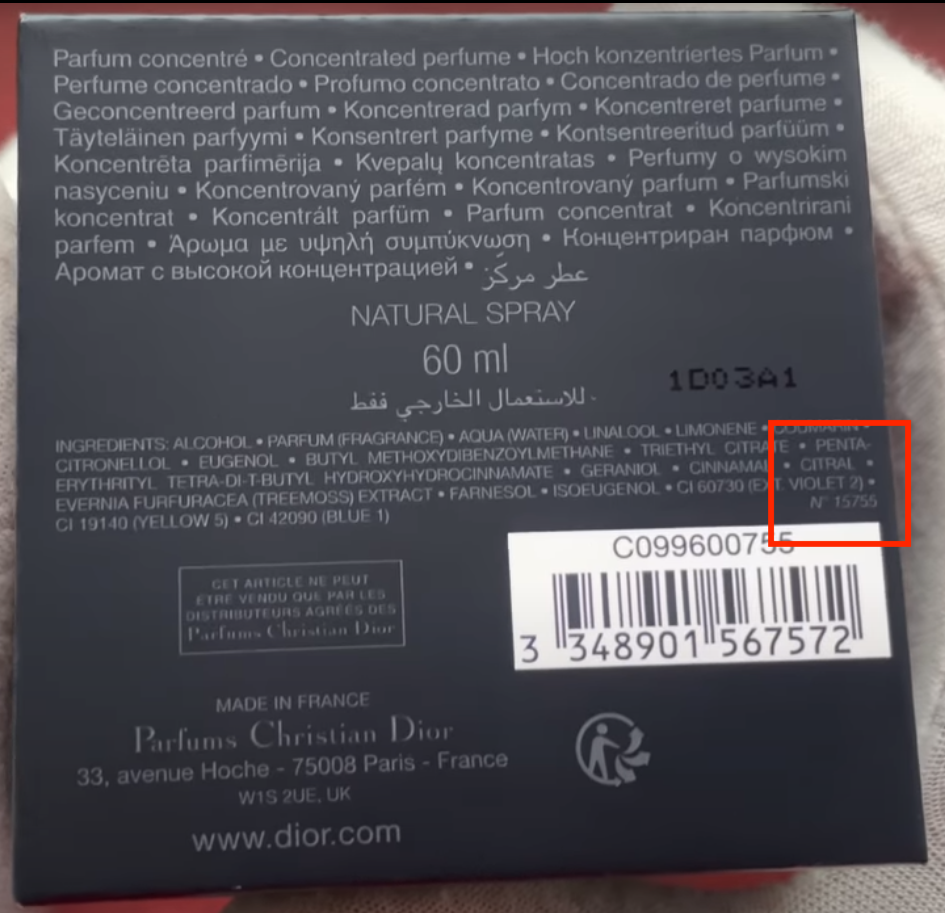 Parfum concentré • Concentrated perfume • Hoch konzentriertes Parfum •
Perfume concentrado • Profumo concentrato • Concentrado de perfume •
Geconcentreerd parfum • Koncentrerad parfym • Koncentreret parfume •
Täyteläinen parfyymi • Konsentrert parfyme • Kontsentreeritud parfüüm •
Koncentrēta parfimērija • Kvepalų koncentratas • Perfumy o wysokim
nasyceniu • Koncentrovaný parfém • Koncentrovaný parfum • Parfumski
koncentrat • Koncentrált parfüm • Parfum concentrat • Koncentrirani
parfem • Άρωμα με υψηλή συμπύκνωση • Концентриран парфюм •
Аромат с высокой концентрацией • عطر مركّز
NATURAL SPRAY
60 ml
1D03A1
للاستعمال الخارجي فقط.
INGREDIENTS: ALCOHOL • PARFUM (FRAGRANCE) • AQUA (WATER) • LINALOOL • LIMONENE • COUMARIN •
CITRONELLOL • EUGENOL • BUTYL METHOXYDIBENZOYLMETHANE • TRIETHYL CITRATE • PENTA-
ERYTHRITYL TETRA-DI-T-BUTYL HYDROXYHYDROCINNAMATE • GERANIOL • CINNAMAL • CITRAL •
EVERNIA FURFURACEA (TREEMOSS) EXTRACT • FARNESOL • ISOEUGENOL • CI 60730 (EXT. VIOLET 2) •
CI 19140 (YELLOW 5) • CI 42090 (BLUE 1)
N° 15755
C099600755
3 348901 567572
CET ARTICLE NE PEUT
ETRE VENDU QUE PAR LES
DISTRIBUTEURS AGRÉES DES
Parfums Christian Dior
MADE IN FRANCE
Parfums Christian Dior
33, avenue Hoche - 75008 Paris - France
W1S 2UE, UK
www.dior.com